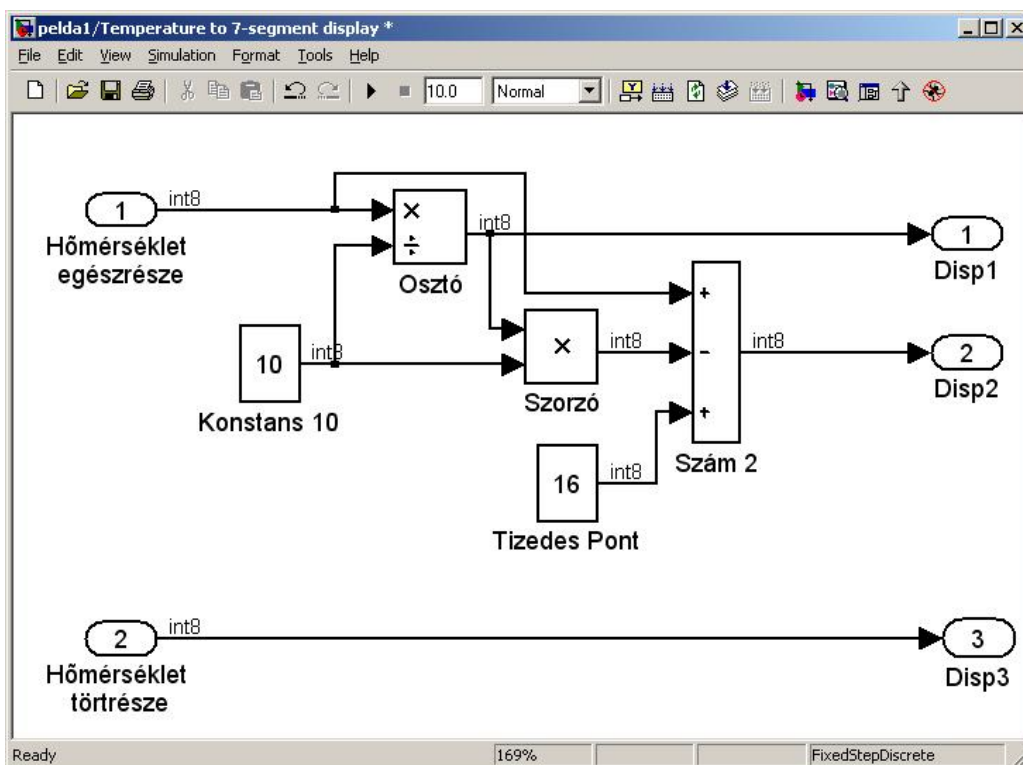 pelda1/Temperature to 7-segment display *
File Edit View Simulation Format Tools Help
10.0 Normal
1
int8
Hõmérséklet
egészrésze
×
÷
Osztó
int8
1
Disp1
10
int8
Konstans 10
×
Szorzó
int8
+
-
+
Szám 2
int8
2
Disp2
16
int8
Tizedes Pont
2
int8
Hõmérséklet
törtrésze
3
Disp3
Ready 169% FixedStepDiscrete